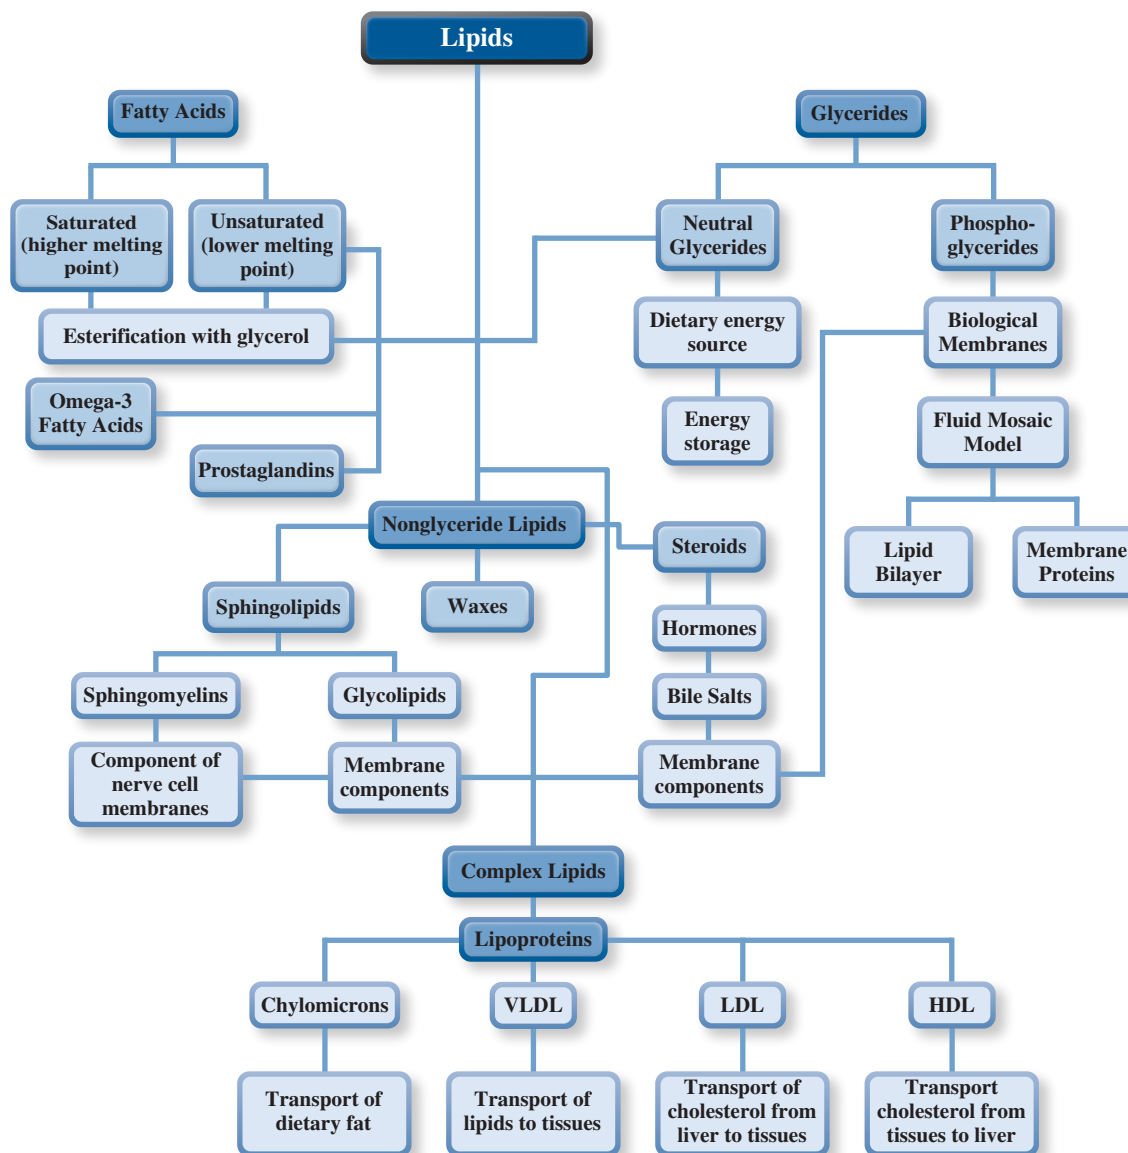 Lipids
Fatty Acids
Glycerides
Saturated
(higher melting
point)
Unsaturated
(lower melting
point)
Neutral
Glycerides
Phospho-
glycerides
Esterification with glycerol
Dietary energy
source
Biological
Membranes
Omega-3
Fatty Acids
Energy
storage
Fluid Mosaic
Model
Prostaglandins
Nonglyceride Lipids
Steroids
Lipid
Bilayer
Membrane
Proteins
Sphingolipids
Waxes
Hormones
Sphingomyelins
Glycolipids
Bile Salts
Component of
nerve cell
membranes
Membrane
components
Membrane
components
Complex Lipids
Lipoproteins
Chylomicrons
VLDL
LDL
HDL
Transport of
dietary fat
Transport of
lipids to tissues
Transport of
cholesterol from
liver to tissues
Transport
cholesterol from
tissues to liver